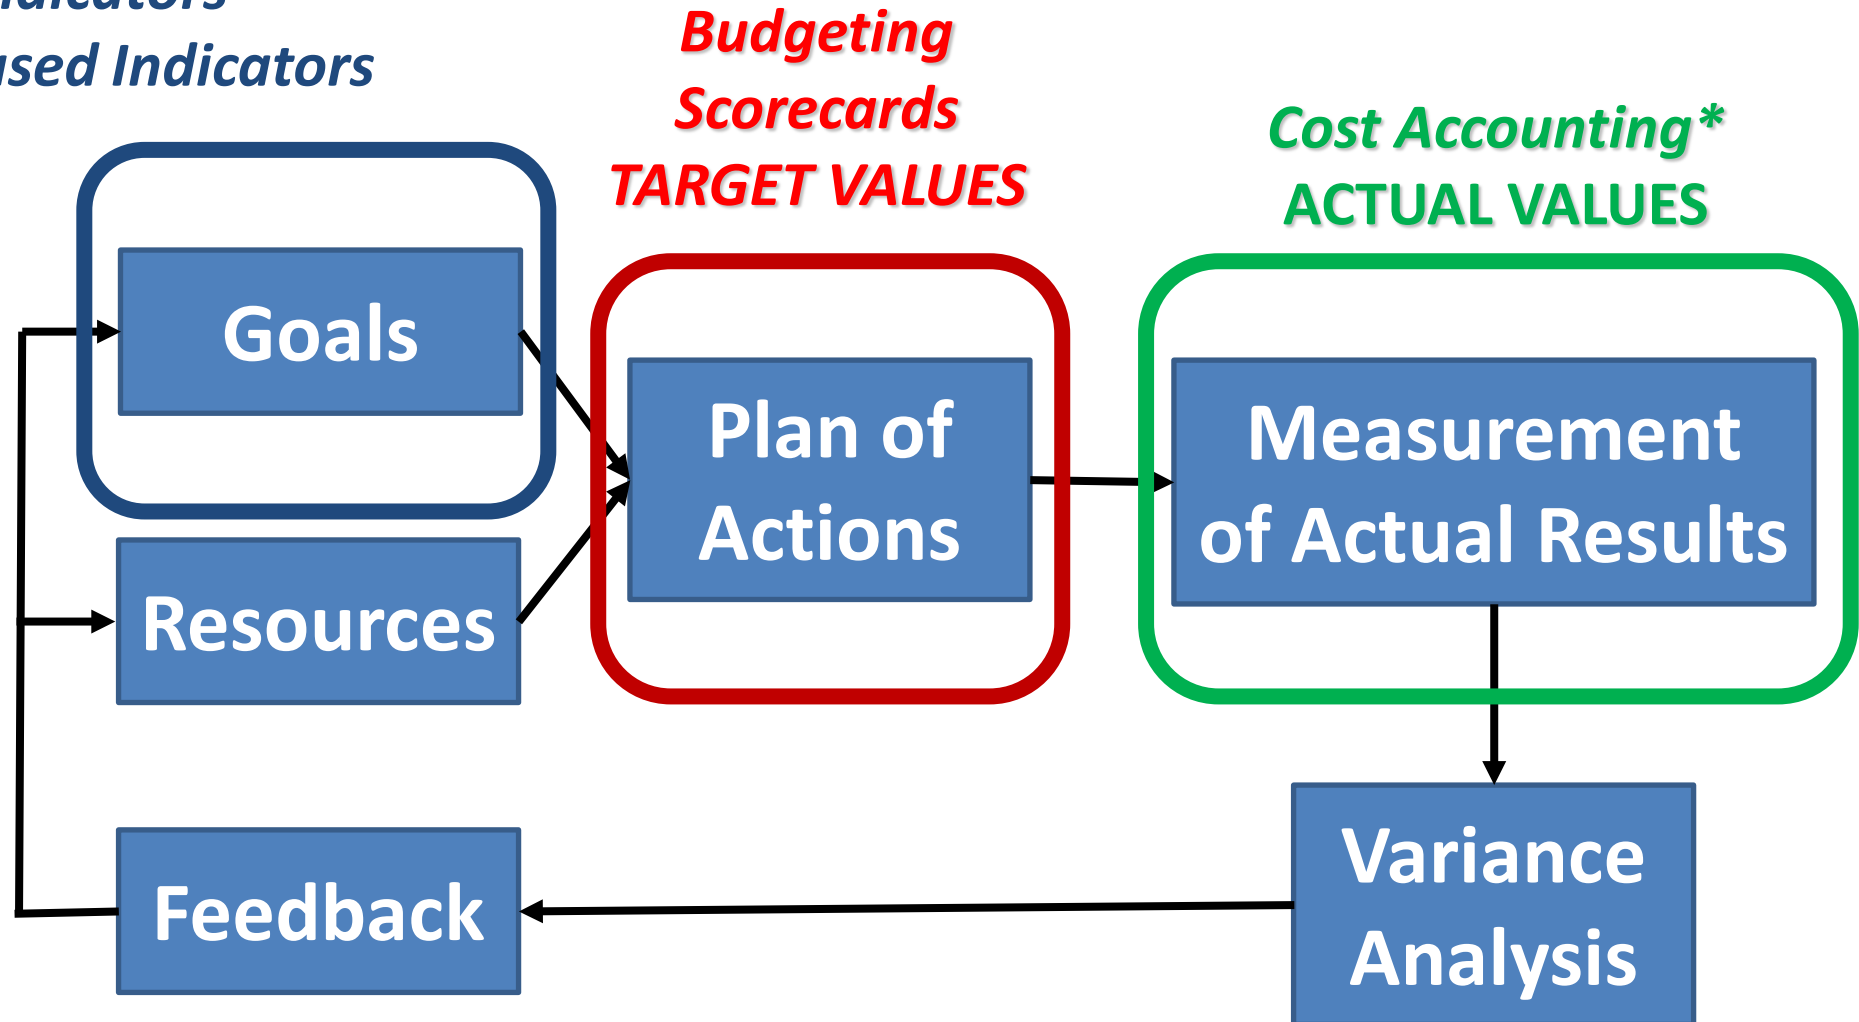 Indicators
Budgeting
Scorecards
TARGET VALUES
Cost Accounting*
ACTUAL VALUES
Goals
Resources
Plan of
Actions
Measurement
of Actual Results
Variance
Analysis
Feedback